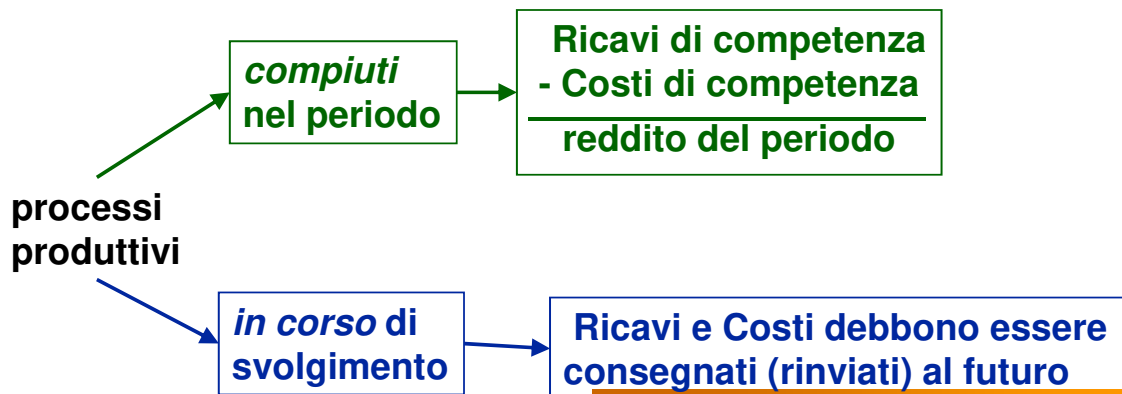 processi
produttivi
compiuti
nel periodo
Ricavi di competenza
- Costi di competenza
reddito del periodo
in corso di
svolgimento
Ricavi e Costi debbono essere
consegnati (rinviati) al futuro